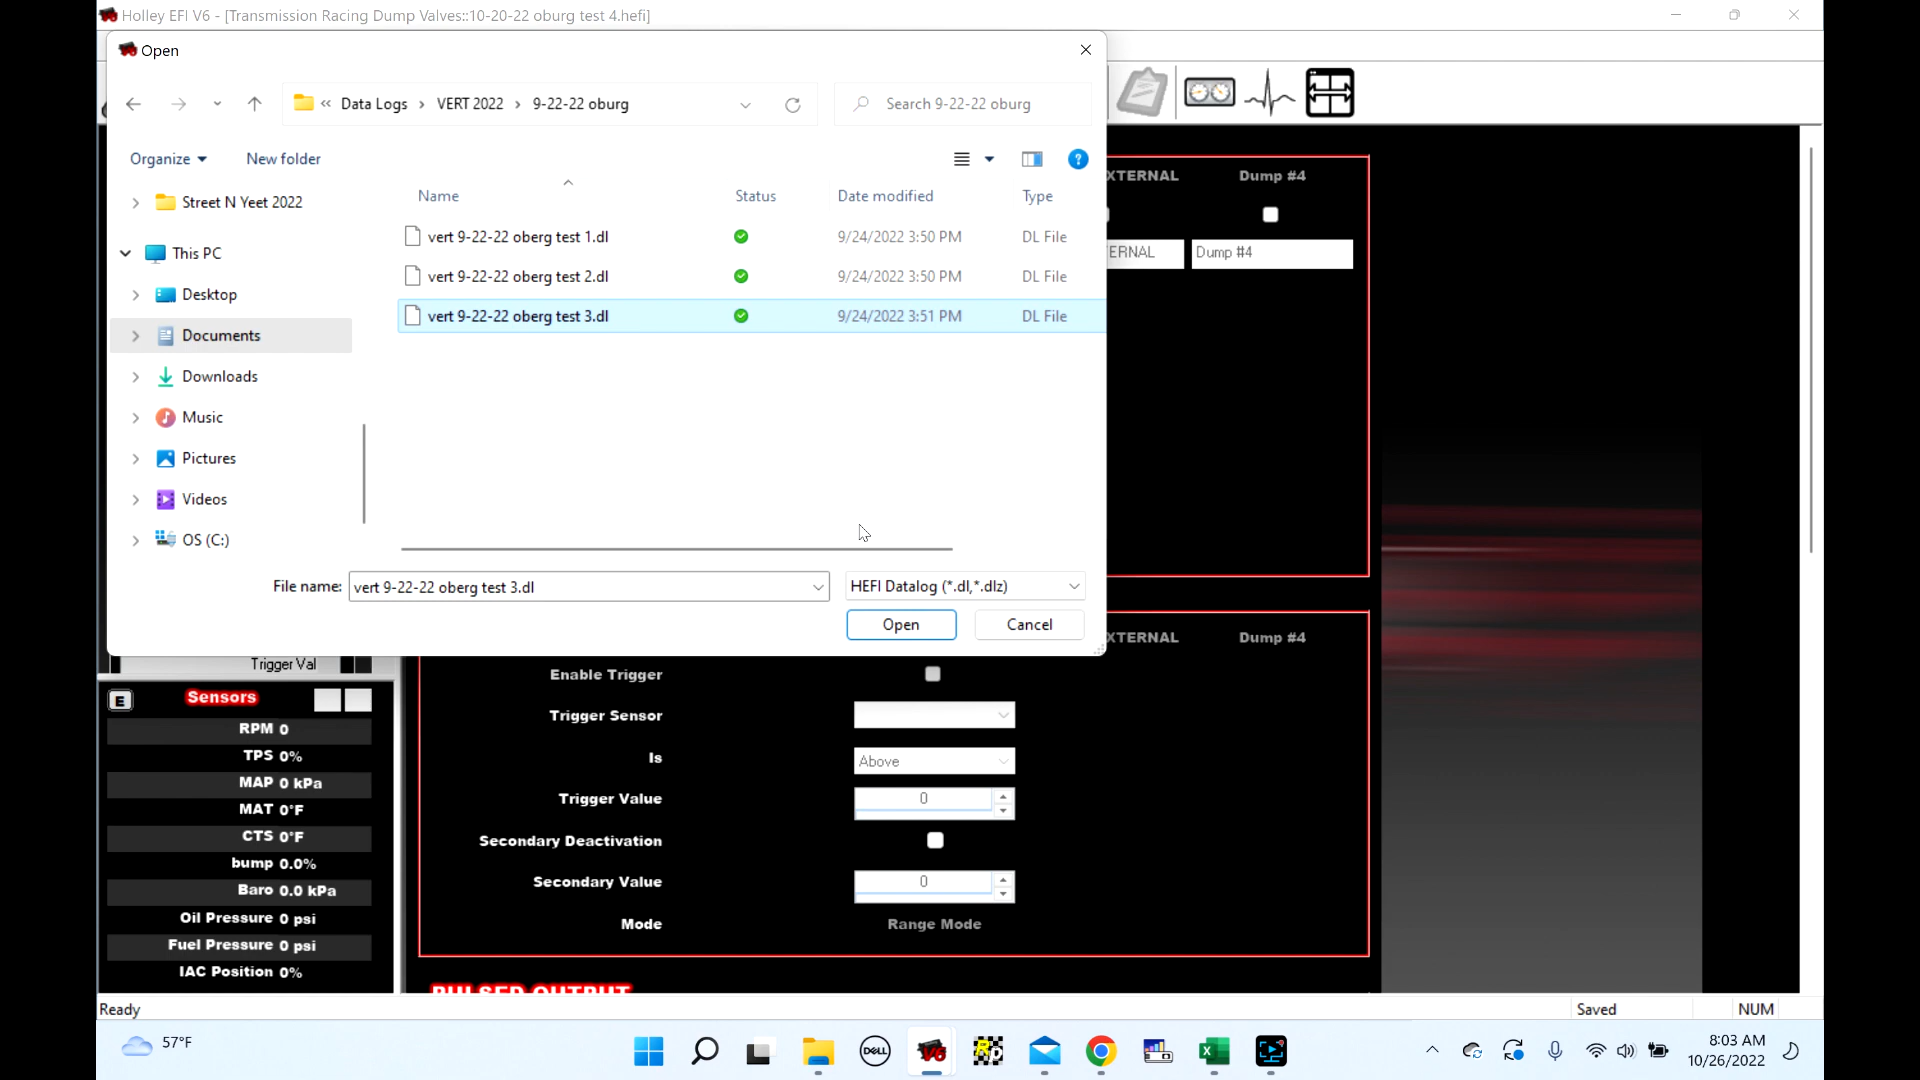 Holley EFI V6 - [Transmission Racing Dump Valves::10-20-22 oburg test 4.hefi]
Open
« Data Logs › VERT 2022 › 9-22-22 oburg
Search 9-22-22 oburg
Organize
New folder
Name
Status
Date modified
Type
Street N Yeet 2022
This PC
Desktop
Documents
Downloads
Music
Pictures
Videos
OS (C:)
vert 9-22-22 oberg test 1.dl 9/24/2022 3:50 PM DL File
vert 9-22-22 oberg test 2.dl 9/24/2022 3:50 PM DL File
vert 9-22-22 oberg test 3.dl 9/24/2022 3:51 PM DL File
File name: vert 9-22-22 oberg test 3.dl
HEFI Datalog (*.dl,*.dlz)
Open
Cancel
XTERNAL Dump #4
ERNAL Dump #4
XTERNAL Dump #4
Trigger Val
E Sensors
RPM 0
TPS 0%
MAP 0 kPa
MAT 0°F
CTS 0°F
bump 0.0%
Baro 0.0 kPa
Oil Pressure 0 psi
Fuel Pressure 0 psi
IAC Position 0%
Enable Trigger
Trigger Sensor
Is Above
Trigger Value 0
Secondary Deactivation
Secondary Value 0
Mode Range Mode
PULSED OUTPUT
Ready
Saved
NUM
57°F
DELL
V6
8:03 AM
10/26/2022